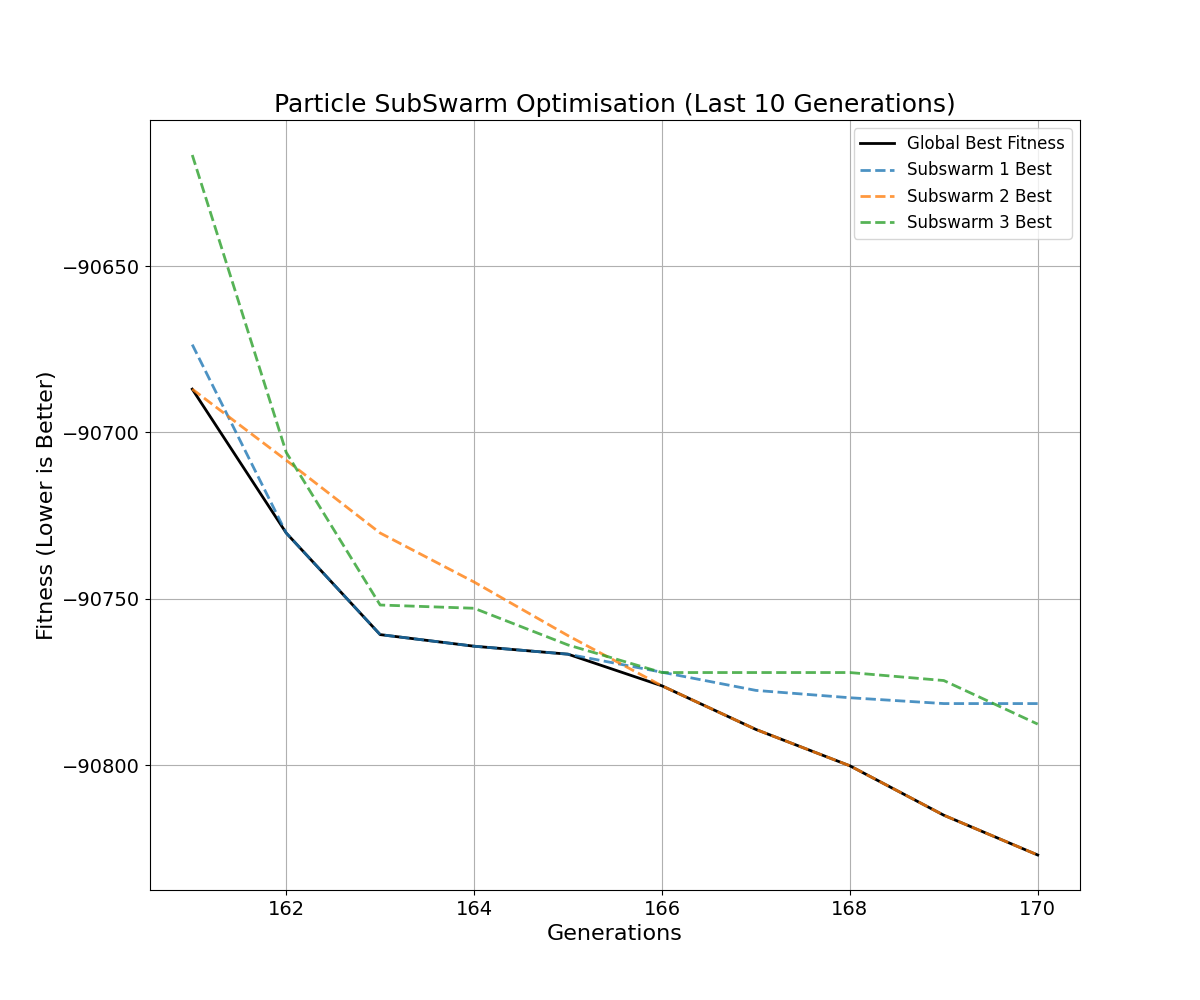 Particle SubSwarm Optimisation (Last 10 Generations)
Global Best Fitness
Subswarm 1 Best
Subswarm 2 Best
Subswarm 3 Best
Fitness (Lower is Better)
−90650
−90700
−90750
−90800
162 164 166 168 170
Generations